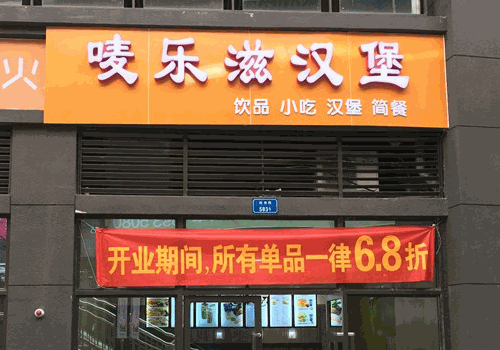 唛乐滋汉堡
火
饮品 小吃 汉堡 简餐
开业期间,所有单品一律6.8折